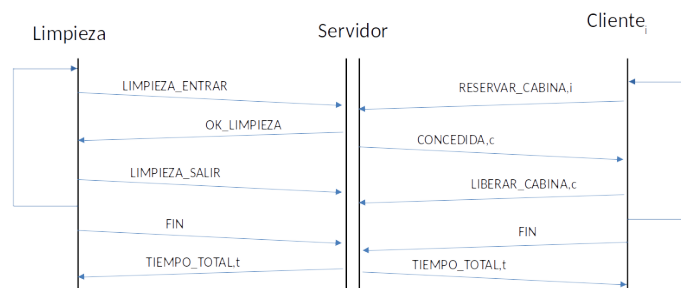 Limpieza
Servidor
Cliente i
LIMPIEZA_ENTRAR
RESERVAR_CABINA,i
OK_LIMPIEZA
CONCEDIDA,c
LIMPIEZA_SALIR
LIBERAR_CABINA,c
FIN
FIN
TIEMPO_TOTAL,t
TIEMPO_TOTAL,t